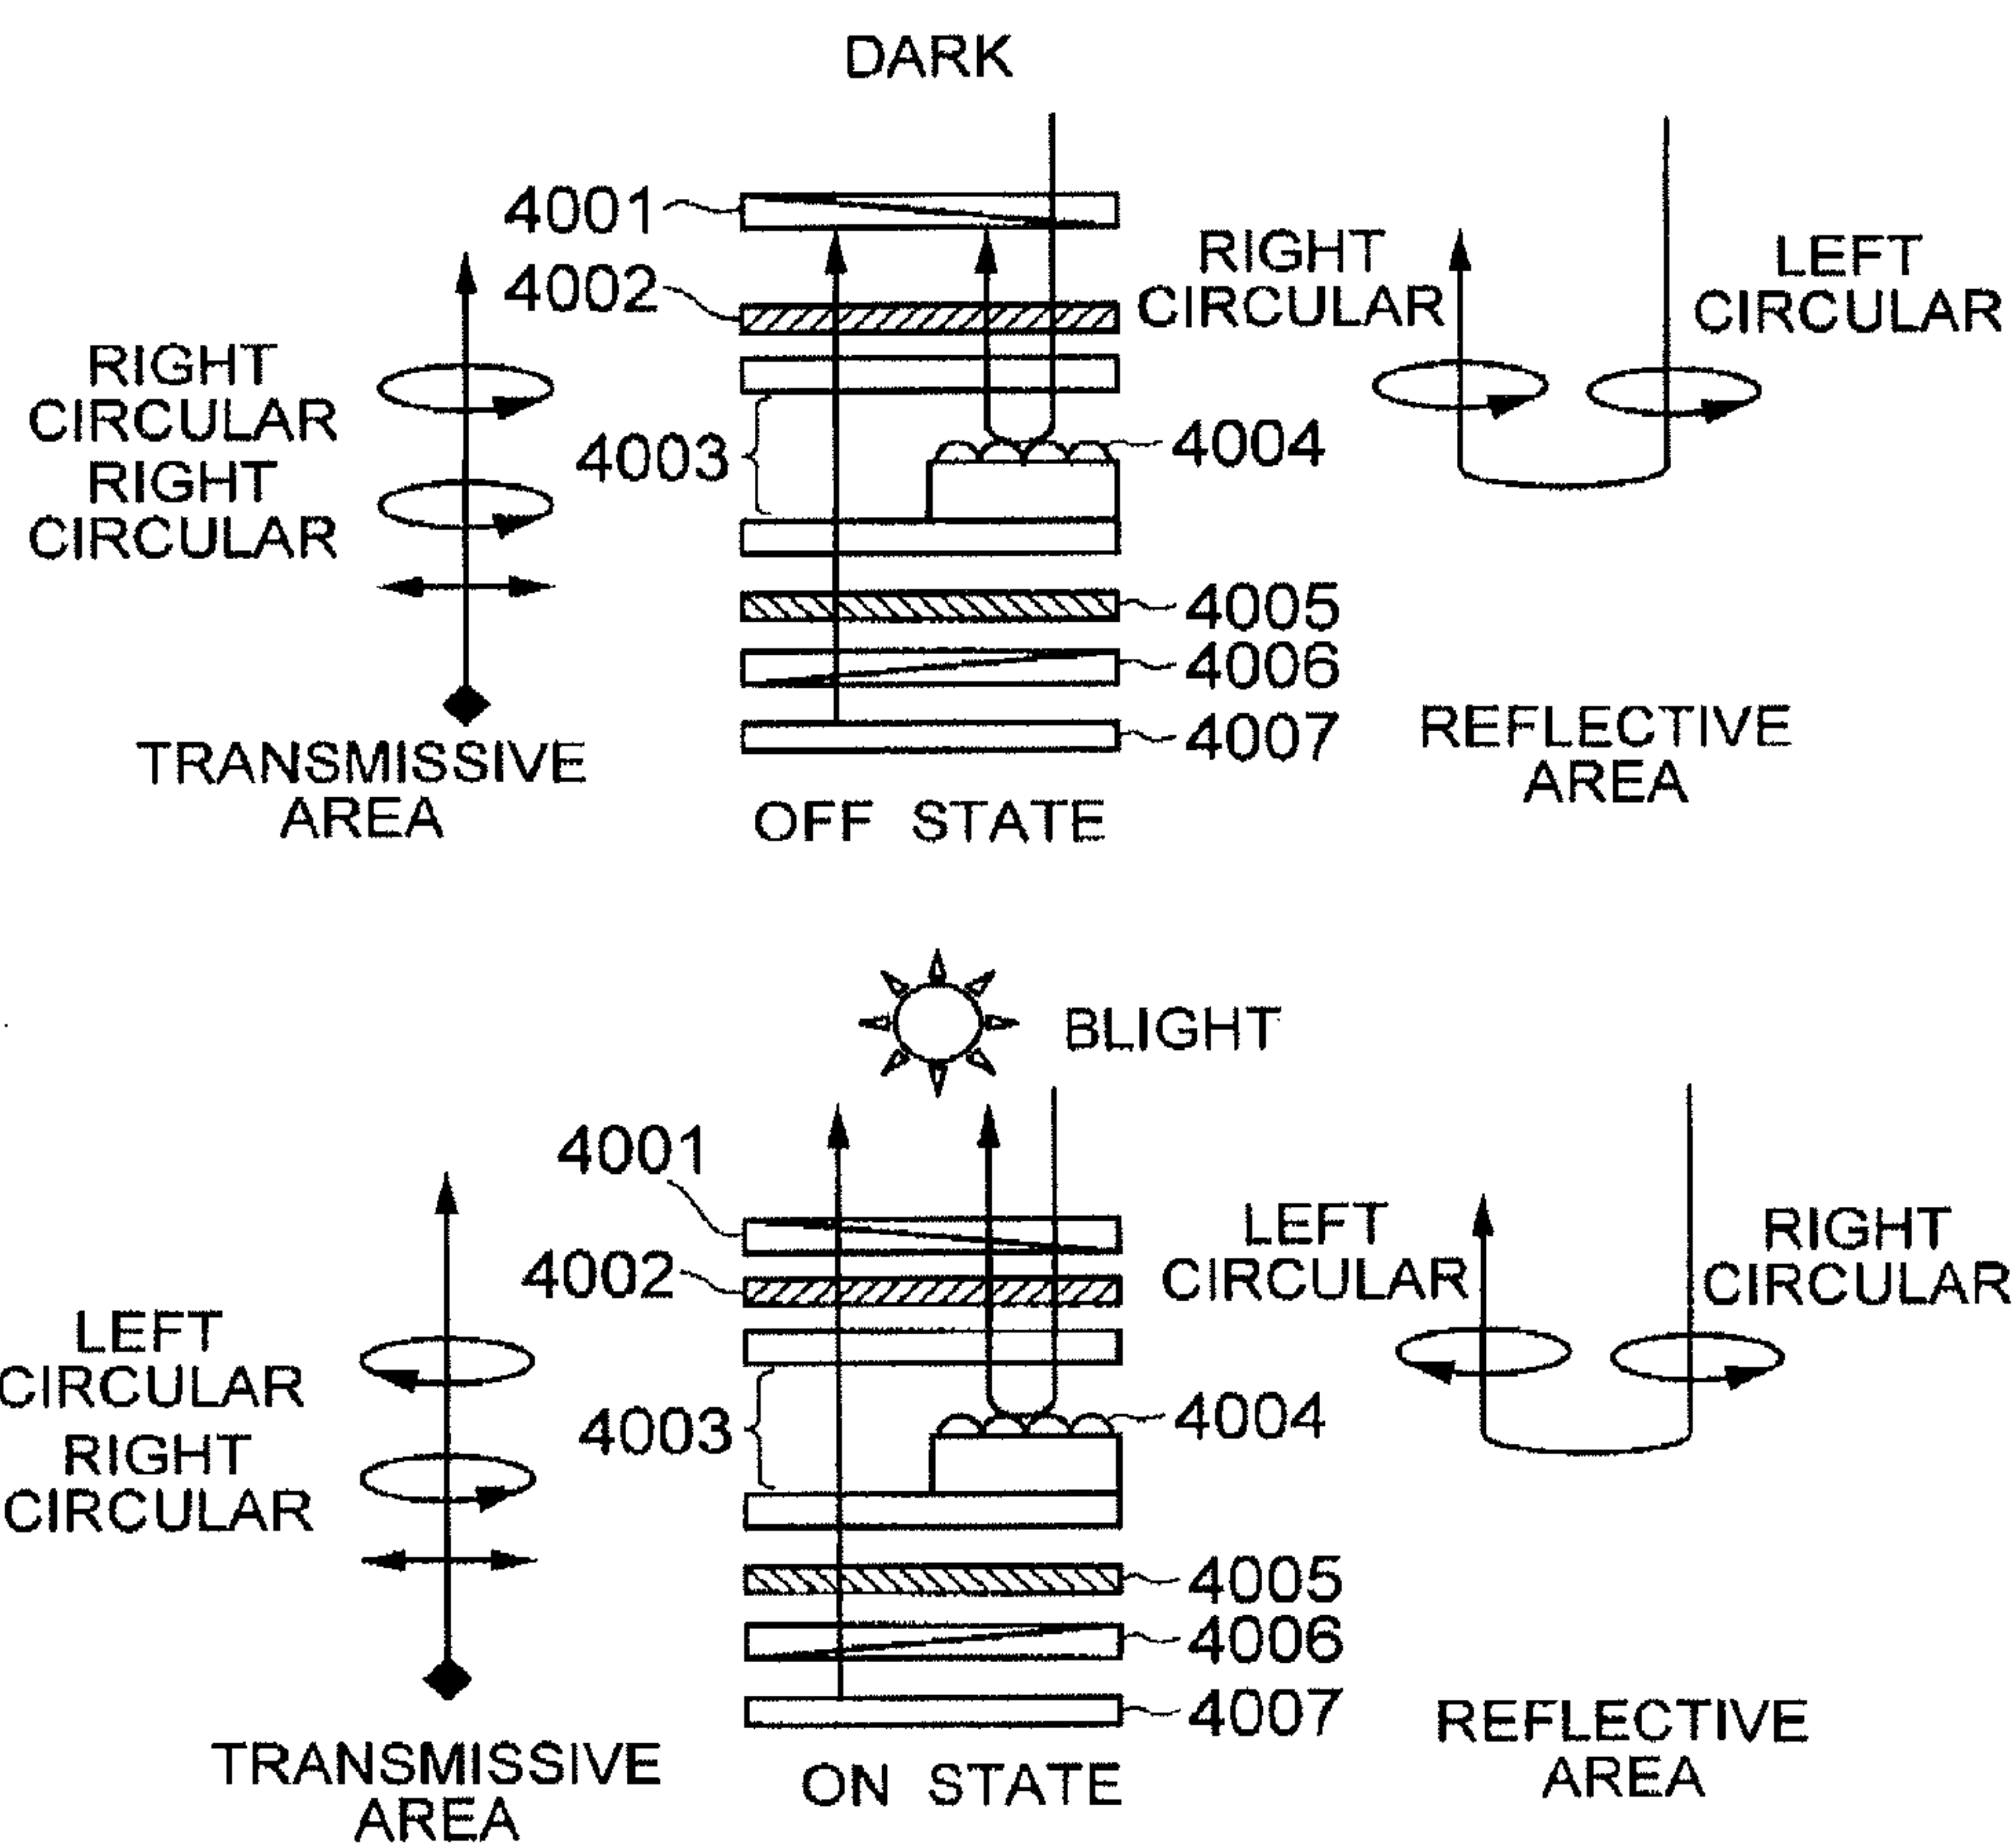 DARK
4001
4002
RIGHT
CIRCULAR
LEFT
CIRCULAR
RIGHT
CIRCULAR
RIGHT
CIRCULAR
4003
4004
4005
4006
4007
TRANSMISSIVE
AREA
OFF STATE
REFLECTIVE
AREA
BLIGHT
4001
4002
LEFT
CIRCULAR
RIGHT
CIRCULAR
LEFT
CIRCULAR
RIGHT
CIRCULAR
4003
4004
4005
4006
4007
TRANSMISSIVE
AREA
ON STATE
REFLECTIVE
AREA